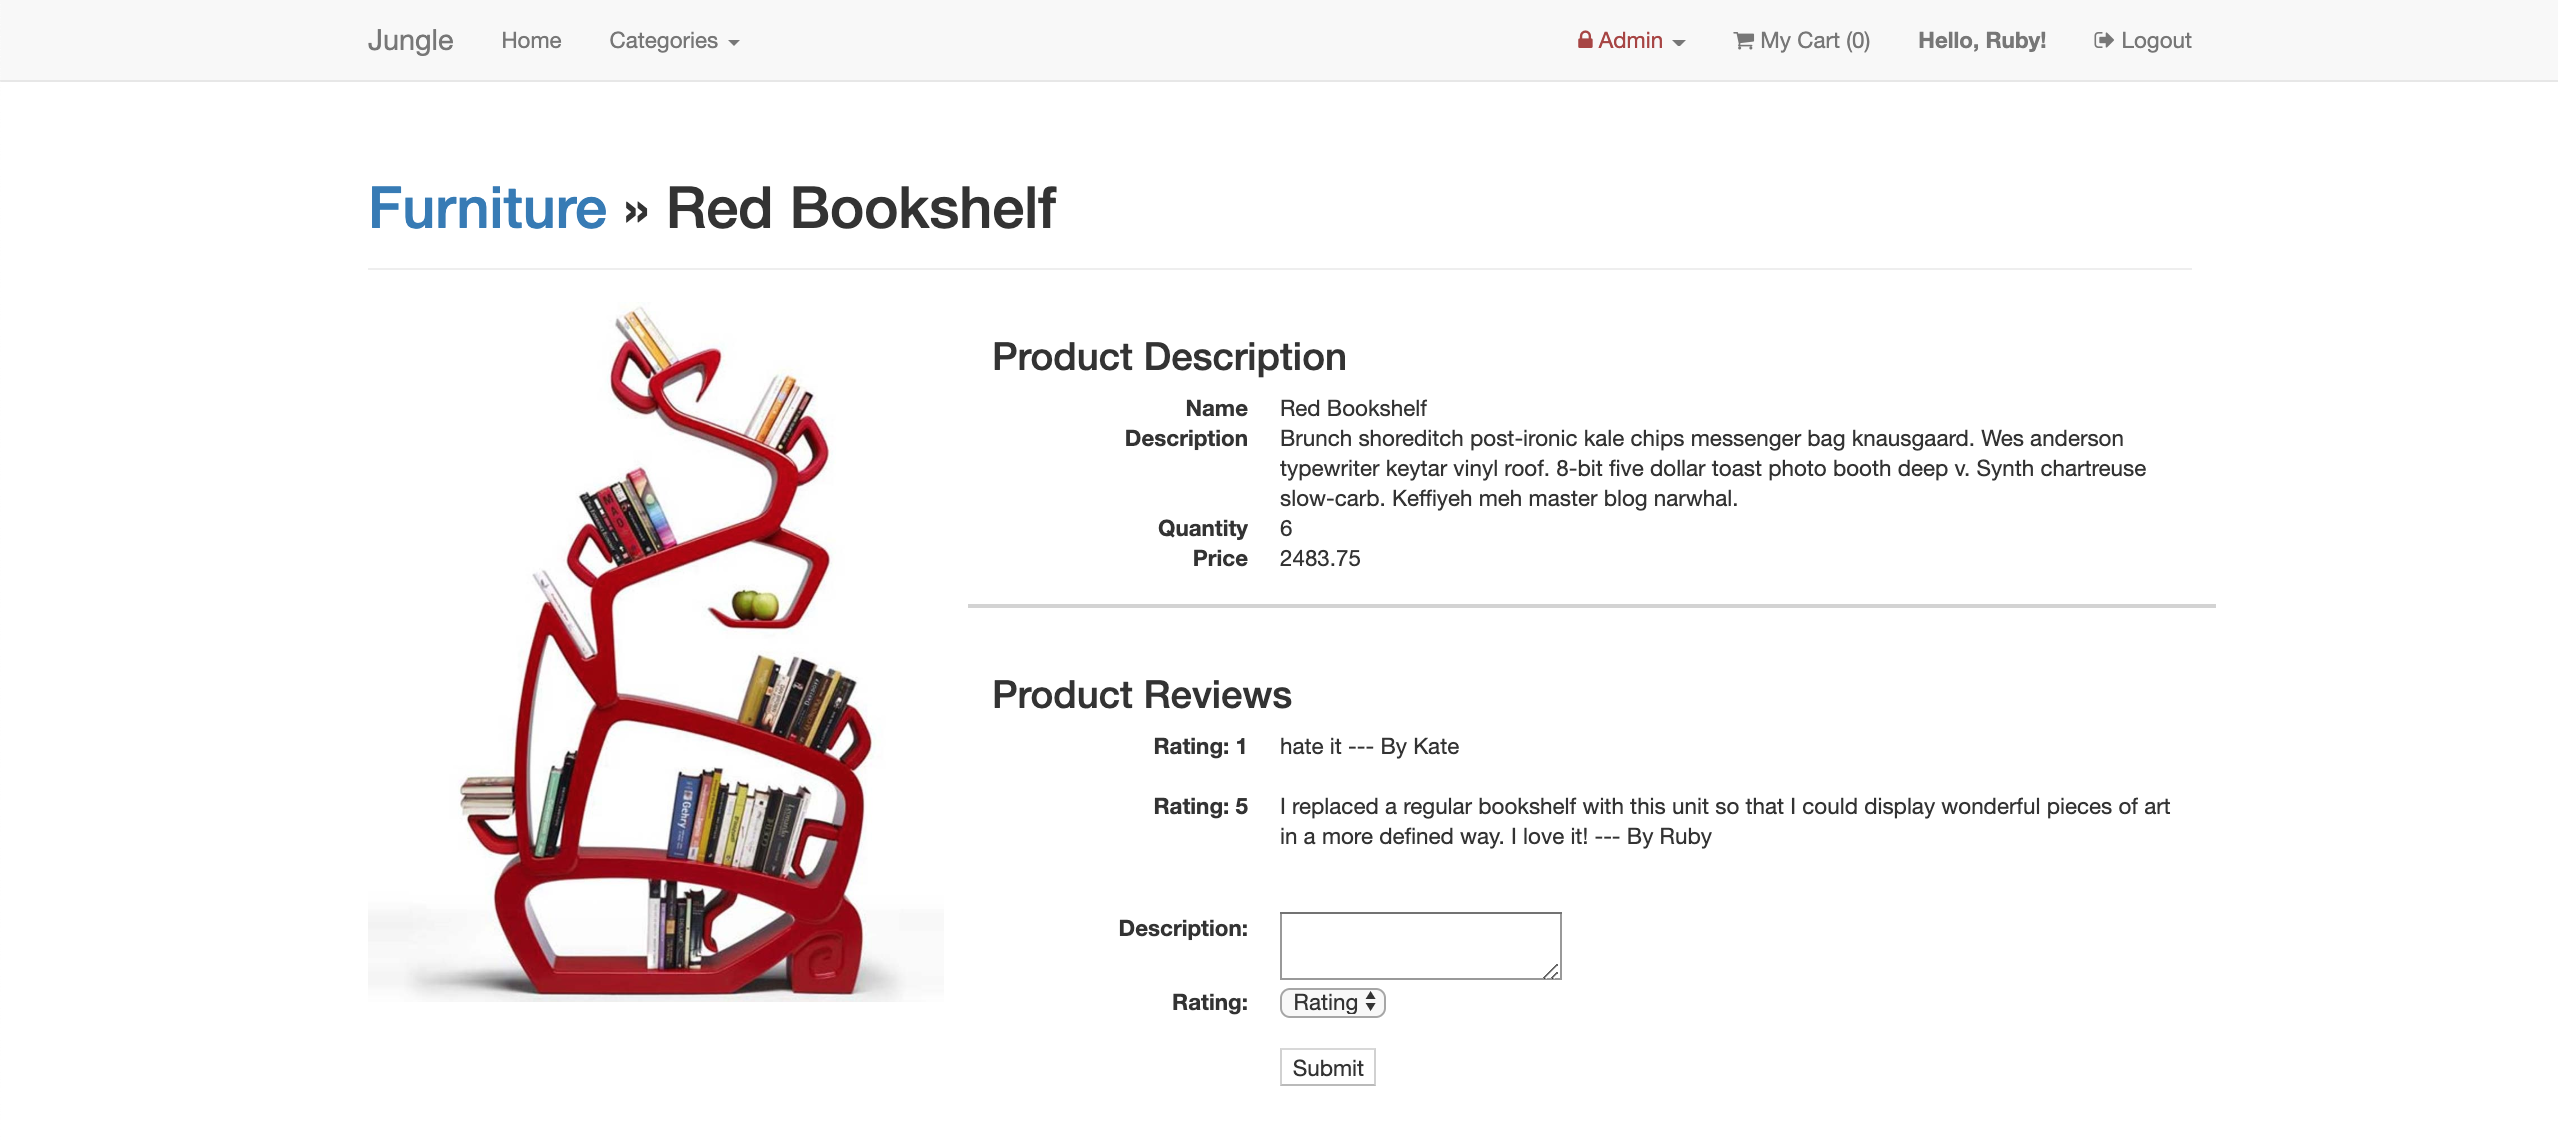 Jungle Home Categories Admin My Cart (0) Hello, Ruby! Logout
Furniture » Red Bookshelf
Product Description
Name Red Bookshelf
Description Brunch shoreditch post-ironic kale chips messenger bag knausgaard. Wes anderson
typewriter keytar vinyl roof. 8-bit five dollar toast photo booth deep v. Synth chartreuse
slow-carb. Keffiyeh meh master blog narwhal.
Quantity 6
Price 2483.75
Product Reviews
Rating: 1 hate it --- By Kate
Rating: 5 I replaced a regular bookshelf with this unit so that I could display wonderful pieces of art
in a more defined way. I love it! --- By Ruby
Description:
Rating: Rating
Submit
MAO
Gehry